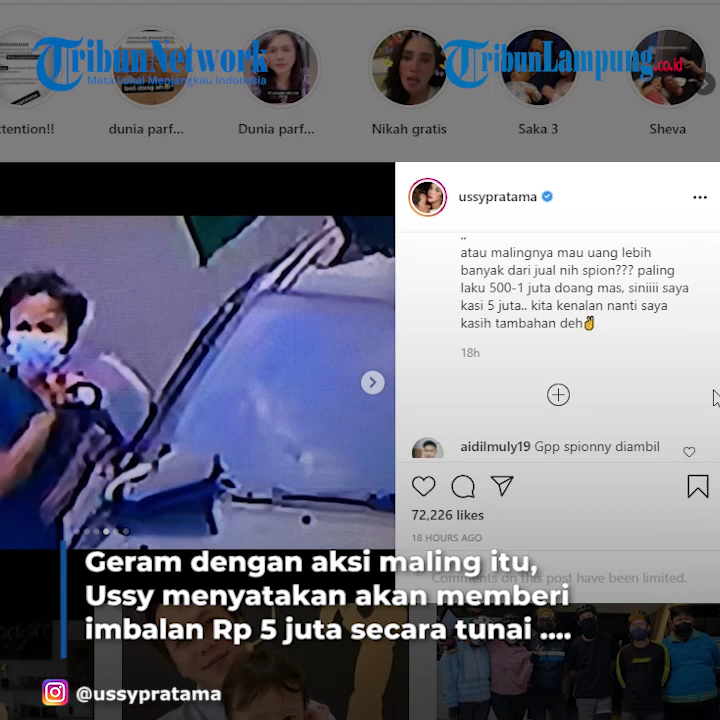 TribunNetwork
Mata Lokal Menjangkau Indonesia
TribunLampung.co.id
ttention!!
dunia parf...
Dunia parf...
Nikah gratis
Saka 3
Sheva
ussypratama
..
atau malingnya mau uang lebih
banyak dari jual nih spion??? paling
laku 500-1 juta doang mas, siniiii saya
kasi 5 juta.. kita kenalan nanti saya
kasih tambahan deh✌
18h
aidilmuly19 Gpp spionny diambil
72,226 likes
18 HOURS AGO
Comments on this post have been limited.
Geram dengan aksi maling itu,
Ussy menyatakan akan memberi
imbalan Rp 5 juta secara tunai ....
@ussypratama